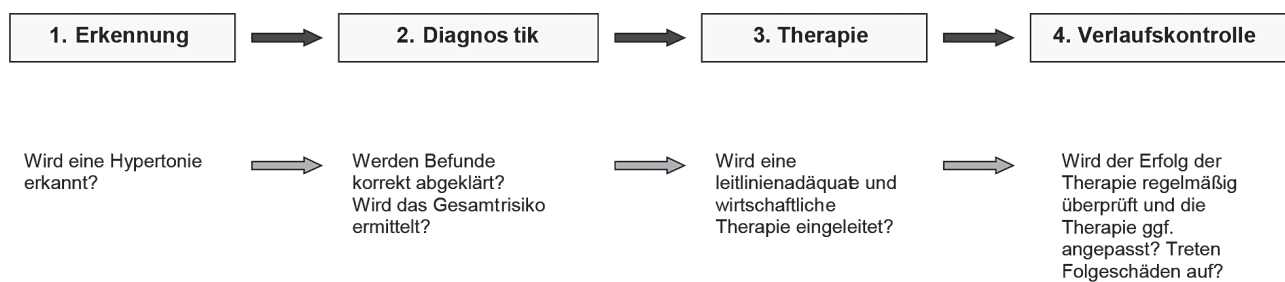 1. Erkennung
2. Diagnos tik
3. Therapie
4. Verlaufskontrolle
Wird eine Hypertonie
erkannt?
Werden Befunde
korrekt abgeklärt?
Wird das Gesamtrisiko
ermittelt?
Wird eine
leitlinienadäquate und
wirtschaftliche
Therapie eingeleitet?
Wird der Erfolg der
Therapie regelmäßig
überprüft und die
Therapie ggf.
angepasst? Treten
Folgeschäden auf?